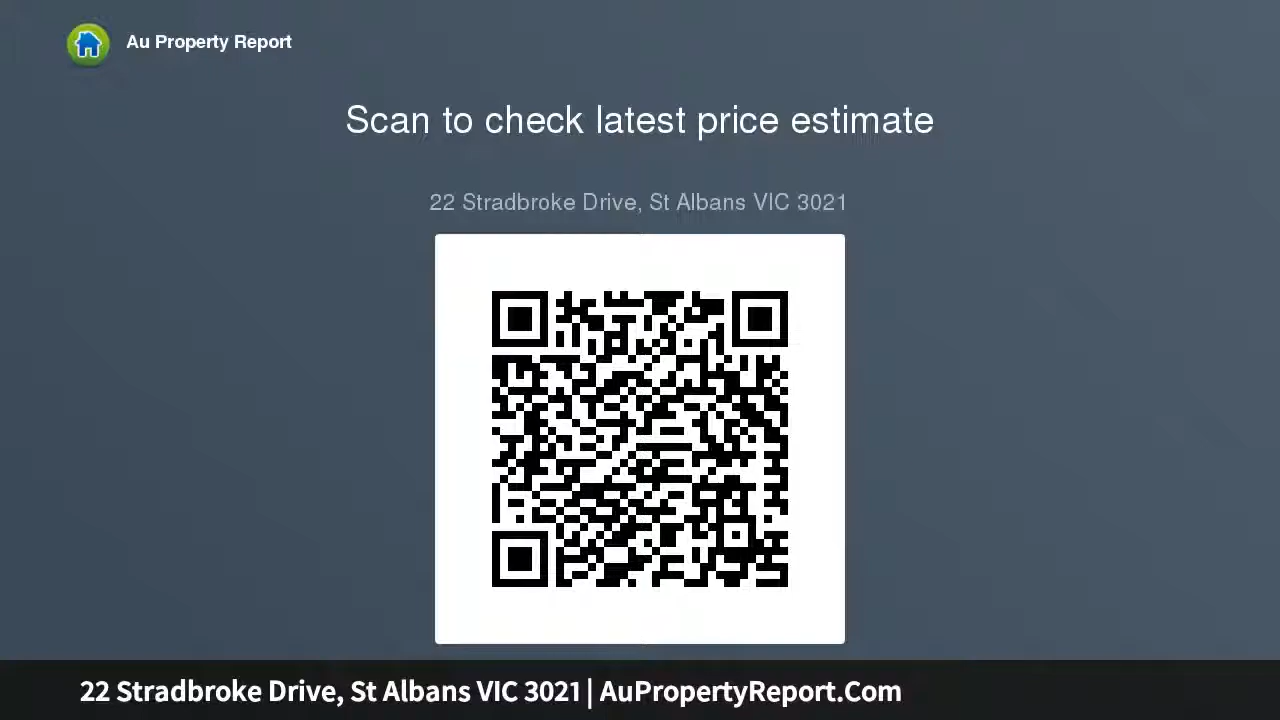 Au Property Report
Scan to check latest price estimate
22 Stradbroke Drive, St Albans VIC 3021
22 Stradbroke Drive, St Albans VIC 3021 | AuPropertyReport.Com